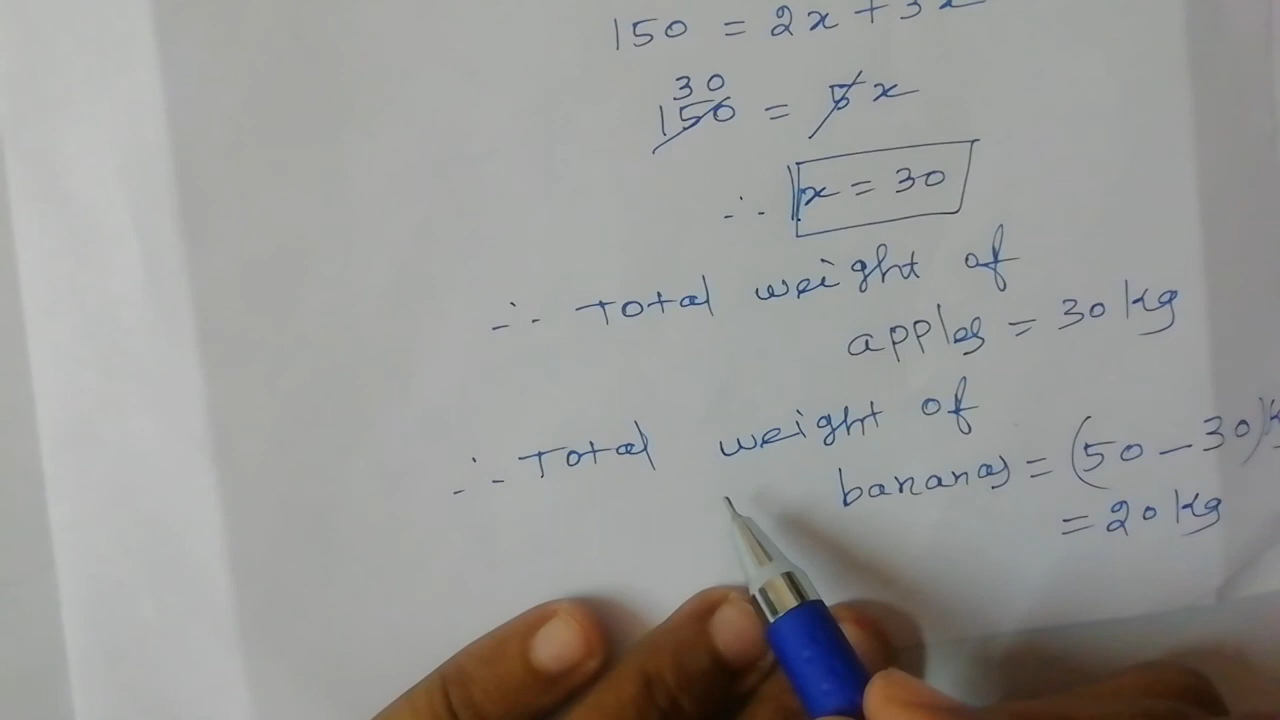 150 = 2x + 3x
30
150 = 5x
∴ x = 30
∴ Total weight of
apples = 30 kg
∴ Total weight of
bananas = (50 - 30) k
= 20 kg